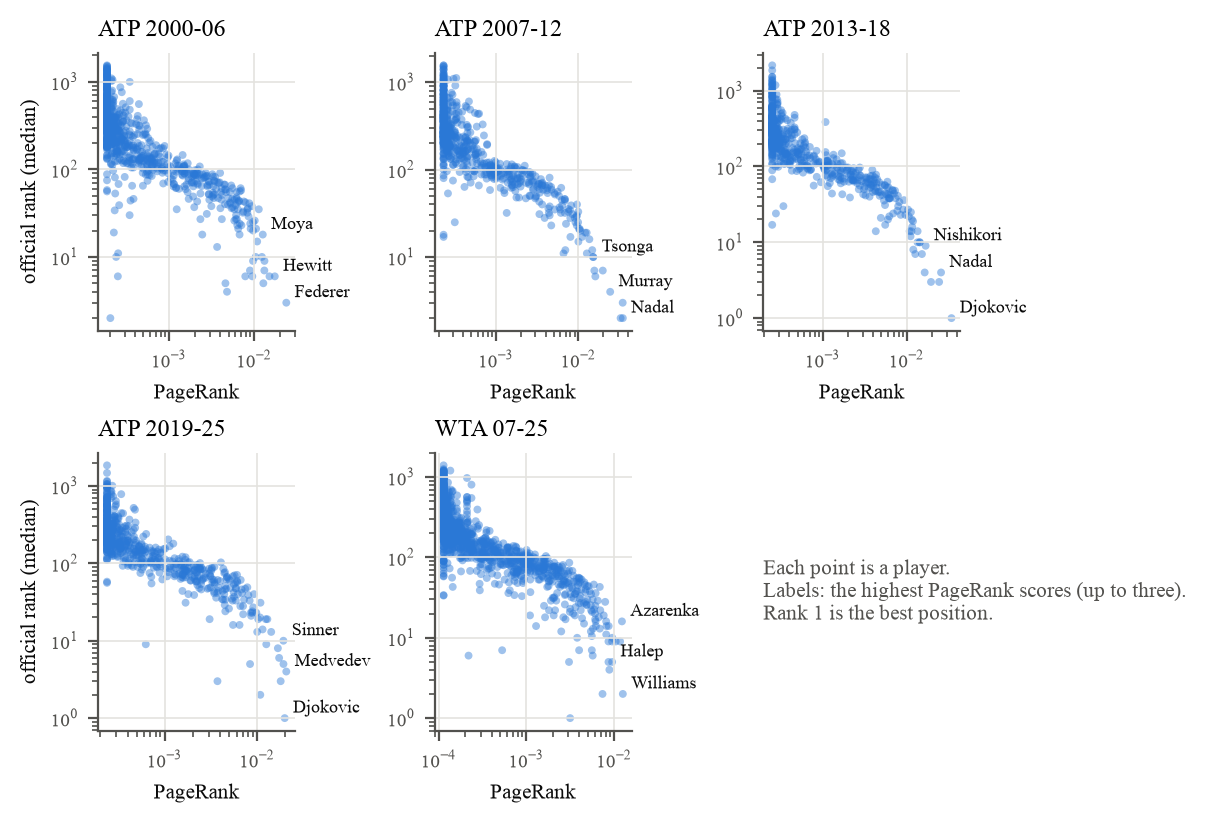 ATP 2000-06
ATP 2007-12
ATP 2013-18
official rank (median)
10³
10²
10¹
Moya
Hewitt
Federer
10⁻³
10⁻²
PageRank
10³
10²
10¹
Tsonga
Murray
Nadal
10⁻³
10⁻²
PageRank
10³
10²
10¹
10⁰
Nishikori
Nadal
Djokovic
10⁻³
10⁻²
PageRank
ATP 2019-25
WTA 07-25
official rank (median)
10³
10²
10¹
10⁰
Sinner
Medvedev
Djokovic
10⁻³
10⁻²
PageRank
10³
10²
10¹
10⁰
Azarenka
Halep
Williams
10⁻⁴
10⁻³
10⁻²
PageRank
Each point is a player.
Labels: the highest PageRank scores (up to three).
Rank 1 is the best position.